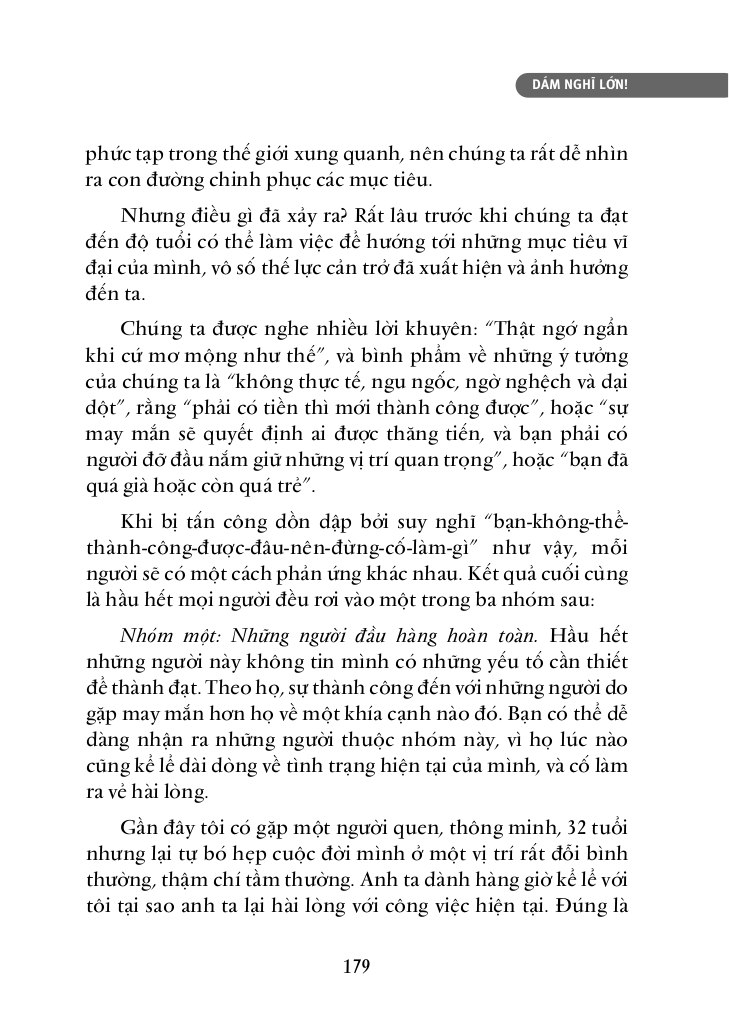 DÁM NGHĨ LỚN!
phức tạp trong thế giới xung quanh, nên chúng ta rất dễ nhìn
ra con đường chinh phục các mục tiêu.
Nhưng điều gì đã xảy ra? Rất lâu trước khi chúng ta đạt
đến độ tuổi có thể làm việc để hướng tới những mục tiêu vĩ
đại của mình, vô số thế lực cản trở đã xuất hiện và ảnh hưởng
đến ta.
Chúng ta được nghe nhiều lời khuyên: “Thật ngớ ngẩn
khi cứ mơ mộng như thế”, và bình phẩm về những ý tưởng
của chúng ta là “không thực tế, ngu ngốc, ngờ nghệch và dại
dột”, rằng “phải có tiền thì mới thành công được”, hoặc “sự
may mắn sẽ quyết định ai được thăng tiến, và bạn phải có
người đỡ đầu nắm giữ những vị trí quan trọng”, hoặc “bạn đã
quá già hoặc còn quá trẻ”.
Khi bị tấn công dồn dập bởi suy nghĩ “bạn-không-thể-
thành-công-được-đâu-nên-đừng-cố-làm-gì” như vậy, mỗi
người sẽ có một cách phản ứng khác nhau. Kết quả cuối cùng
là hầu hết mọi người đều rơi vào một trong ba nhóm sau:
Nhóm một: Những người đầu hàng hoàn toàn. Hầu hết
những người này không tin mình có những yếu tố cần thiết
để thành đạt. Theo họ, sự thành công đến với những người do
gặp may mắn hơn họ về một khía cạnh nào đó. Bạn có thể dễ
dàng nhận ra những người thuộc nhóm này, vì họ lúc nào
cũng kể lể dài dòng về tình trạng hiện tại của mình, và cố làm
ra vẻ hài lòng.
Gần đây tôi có gặp một người quen, thông minh, 32 tuổi
nhưng lại tự bó hẹp cuộc đời mình ở một vị trí rất đỗi bình
thường, thậm chí tầm thường. Anh ta dành hàng giờ kể lể với
tôi tại sao anh ta lại hài lòng với công việc hiện tại. Đúng là
179